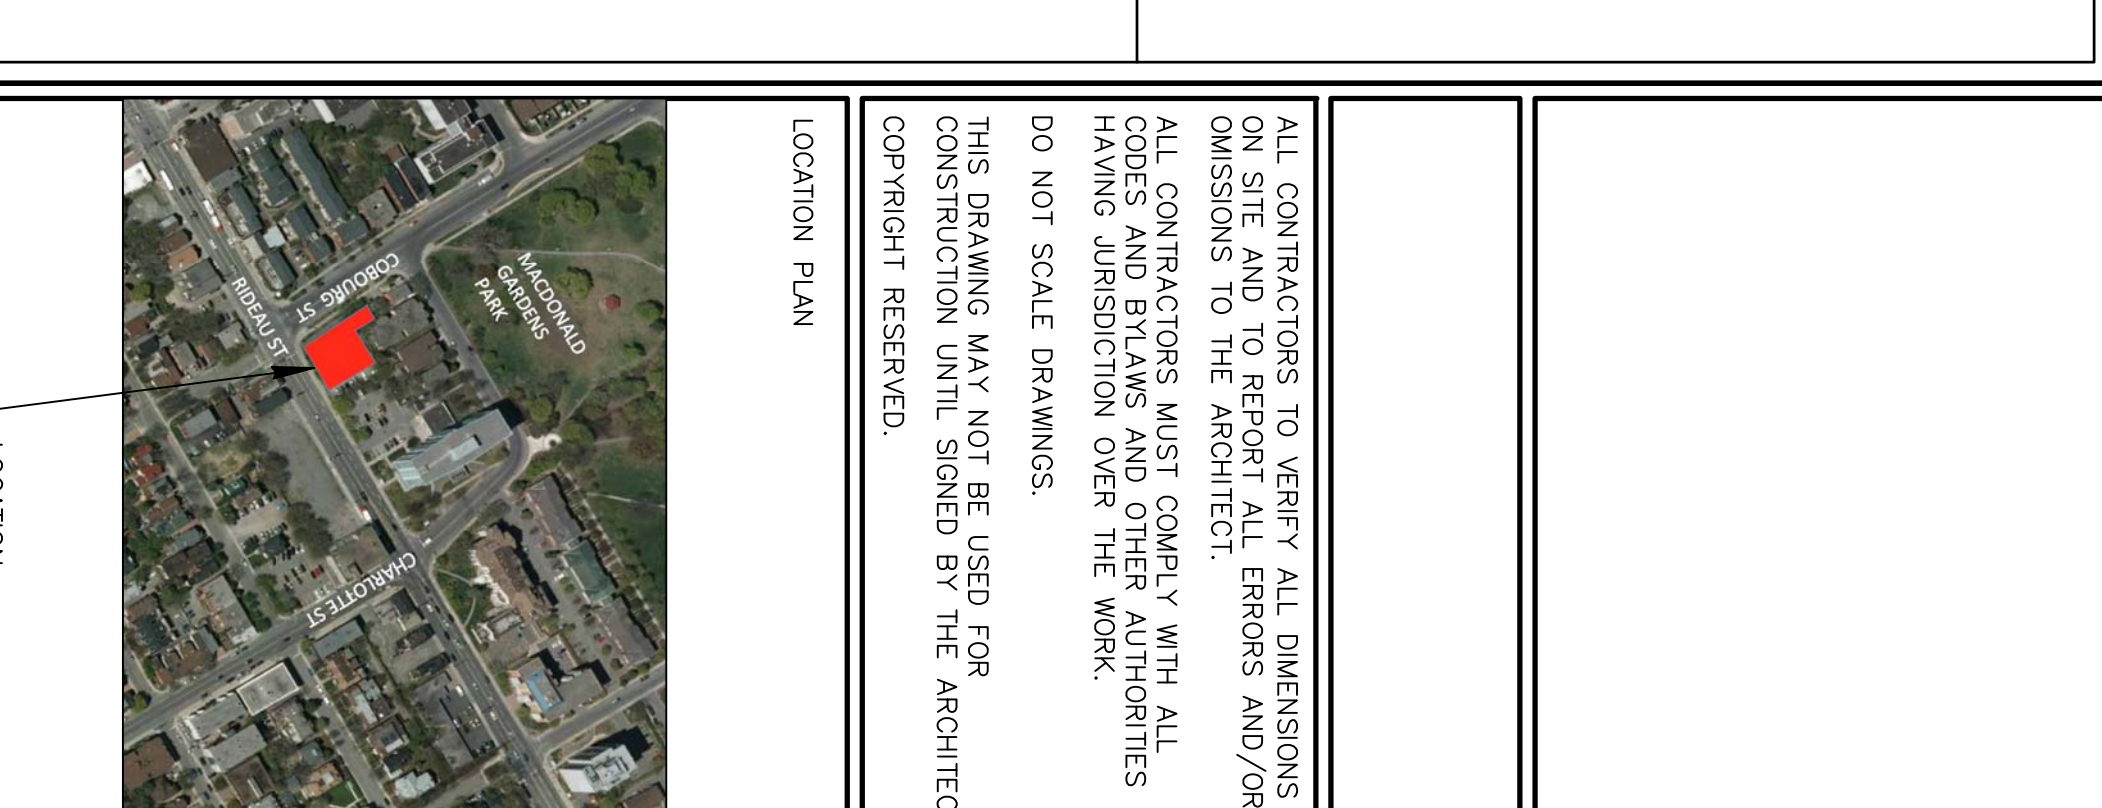 ALL CONTRACTORS TO VERIFY ALL DIMENSIONS
ON SITE AND TO REPORT ALL ERRORS AND/OR
OMISSIONS TO THE ARCHITECT.
ALL CONTRACTORS MUST COMPLY WITH ALL
CODES AND BYLAWS AND OTHER AUTHORITIES
HAVING JURISDICTION OVER THE WORK.
DO NOT SCALE DRAWINGS.
THIS DRAWING MAY NOT BE USED FOR
CONSTRUCTION UNTIL SIGNED BY THE
COPYRIGHT RESERVED.
LOCATION PLAN
MACDONALD
GARDENS
PARK
COBOURG ST
RIDEAU ST
CHARLOTTE ST